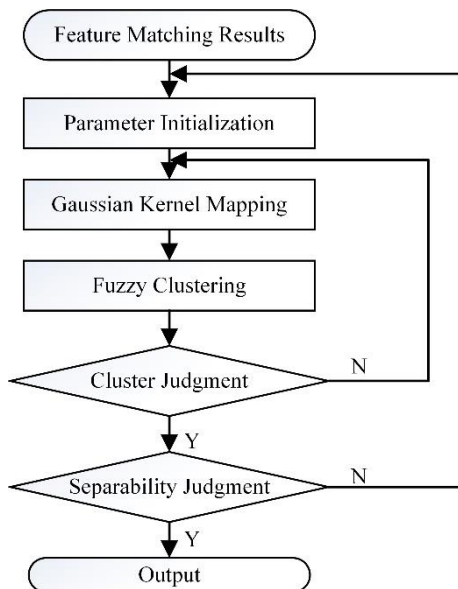 Feature Matching Results
Parameter Initialization
Gaussian Kernel Mapping
Fuzzy Clustering
Cluster Judgment
N
Y
Separability Judgment
N
Y
Output